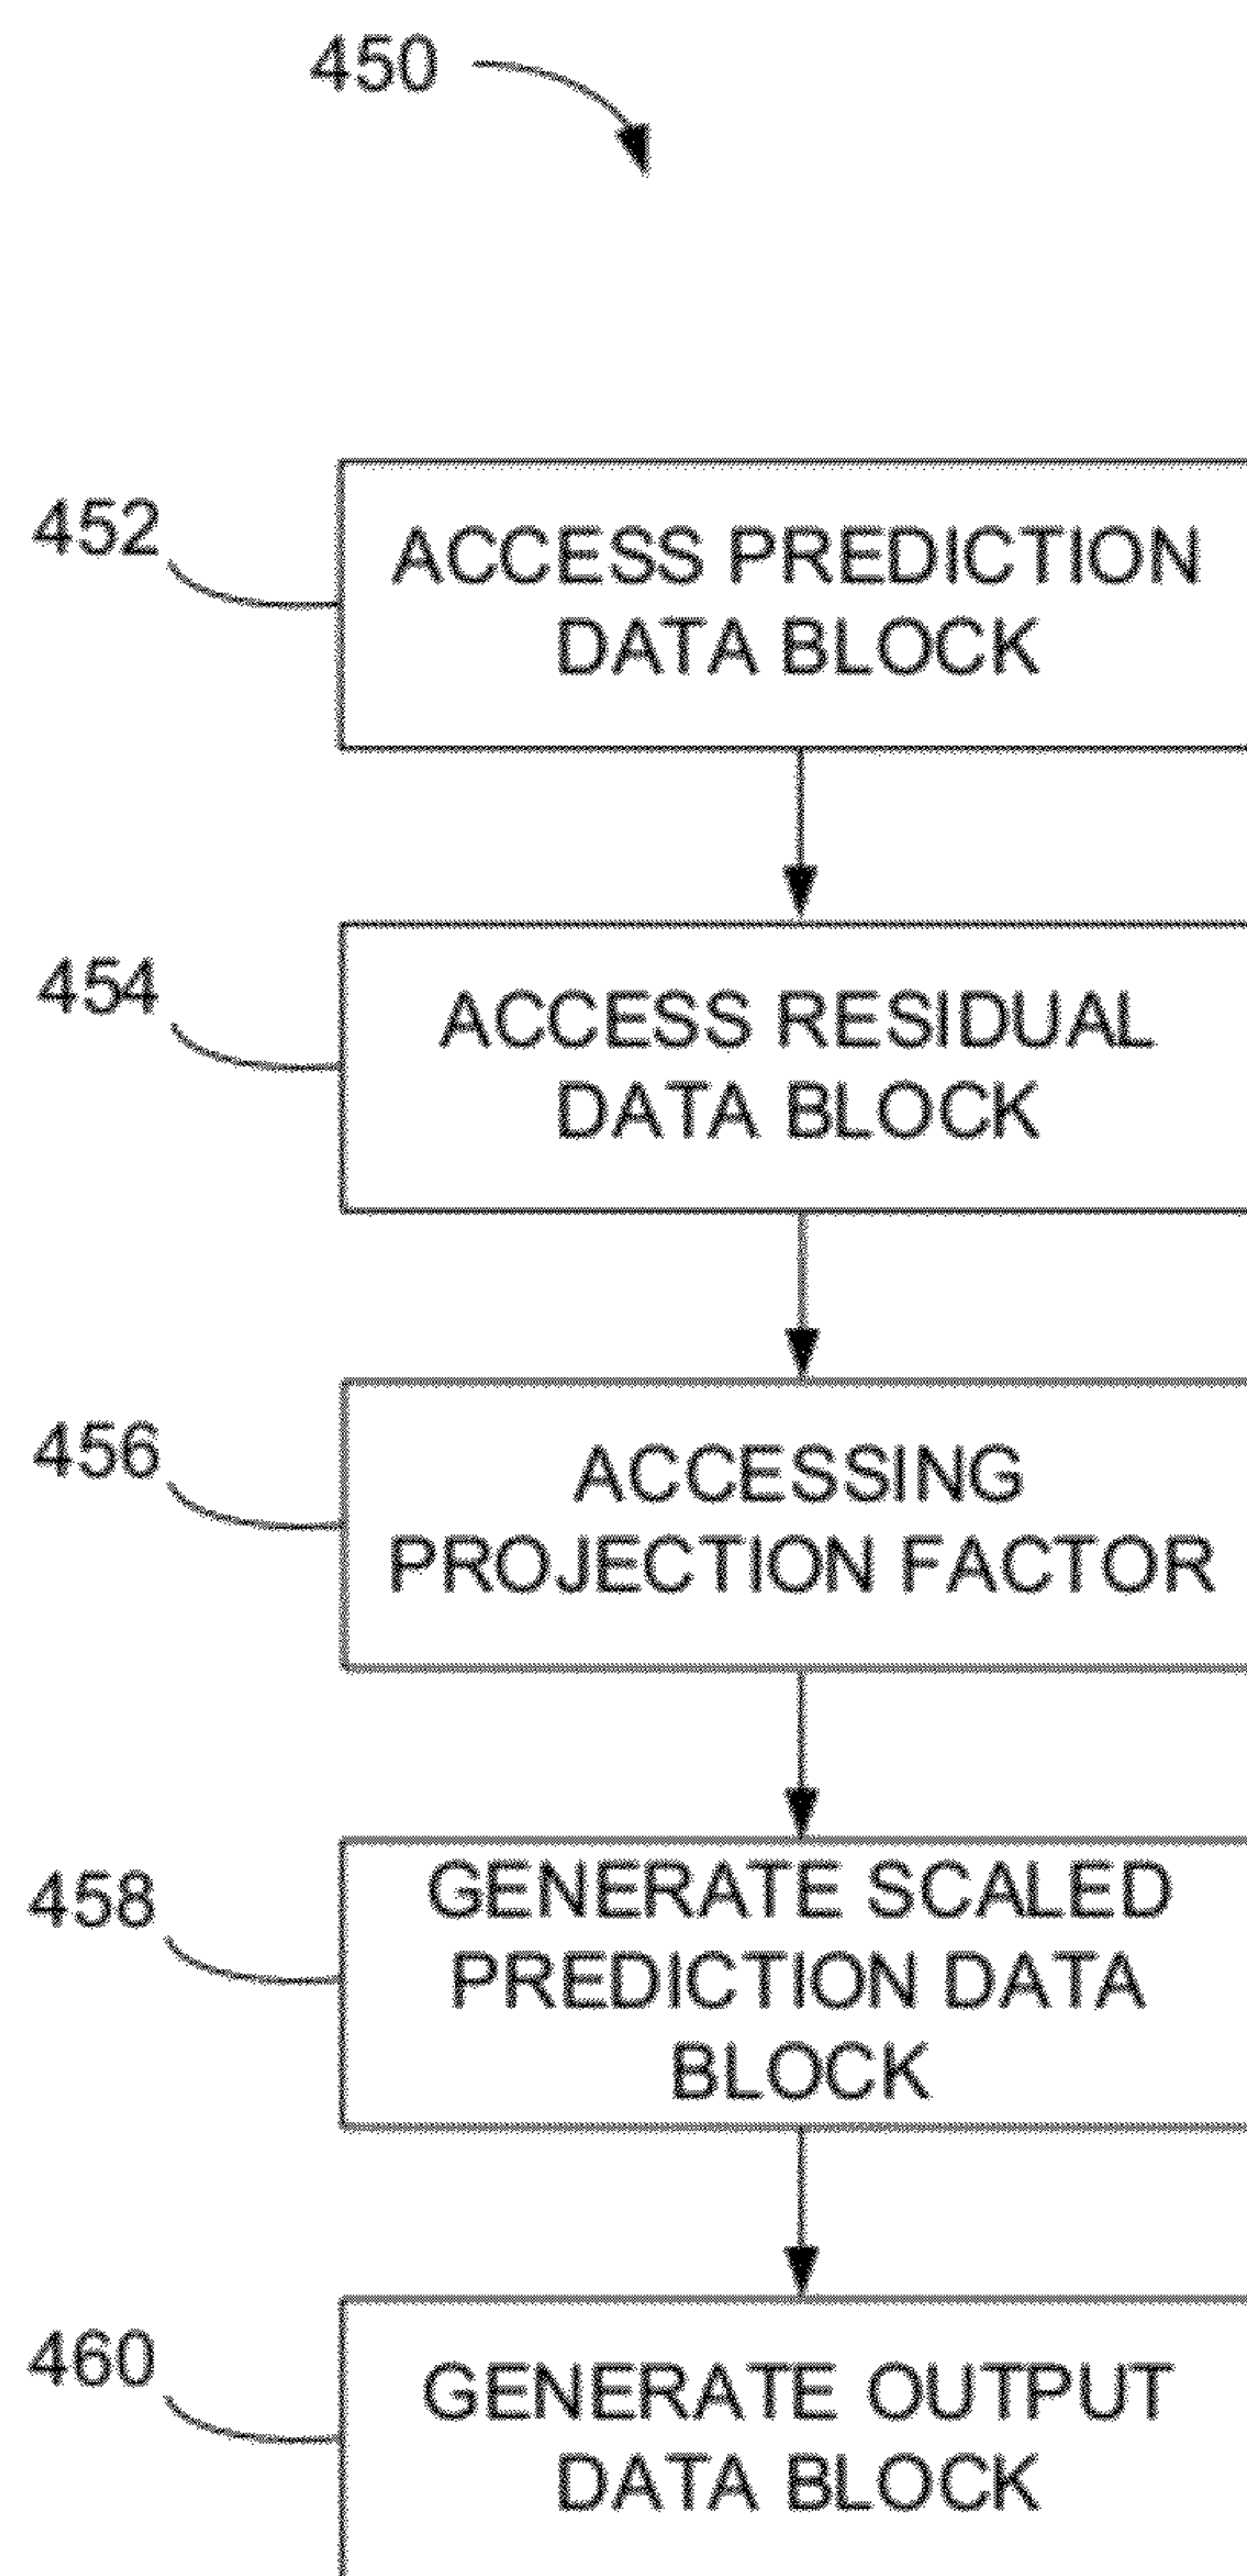 450
452
ACCESS PREDICTION
DATA BLOCK
454
ACCESS RESIDUAL
DATA BLOCK
456
ACCESSING
PROJECTION FACTOR
458
GENERATE SCALED
PREDICTION DATA
BLOCK
460
GENERATE OUTPUT
DATA BLOCK